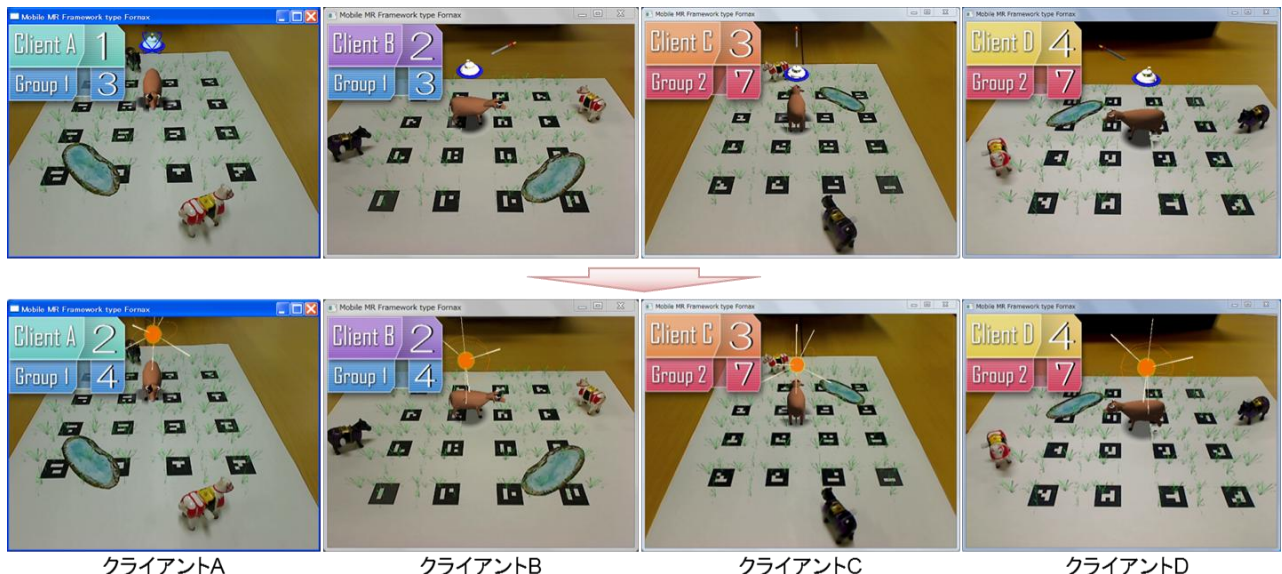 Mobile MR Framework type Fornax
Client A 1
Group 1 3
Mobile MR Framework type Fornax
Client B 2
Group 1 3
Mobile MR Framework type Fornax
Client C 3
Group 2 7
Mobile MR Framework type Fornax
Client D 4
Group 2 7
Mobile MR Framework type Fornax
Client A 2
Group 1 4
Mobile MR Framework type Fornax
Client B 2
Group 1 4
Mobile MR Framework type Fornax
Client C 3
Group 2 7
Mobile MR Framework type Fornax
Client D 4
Group 2 7
クライアントA
クライアントB
クライアントC
クライアントD